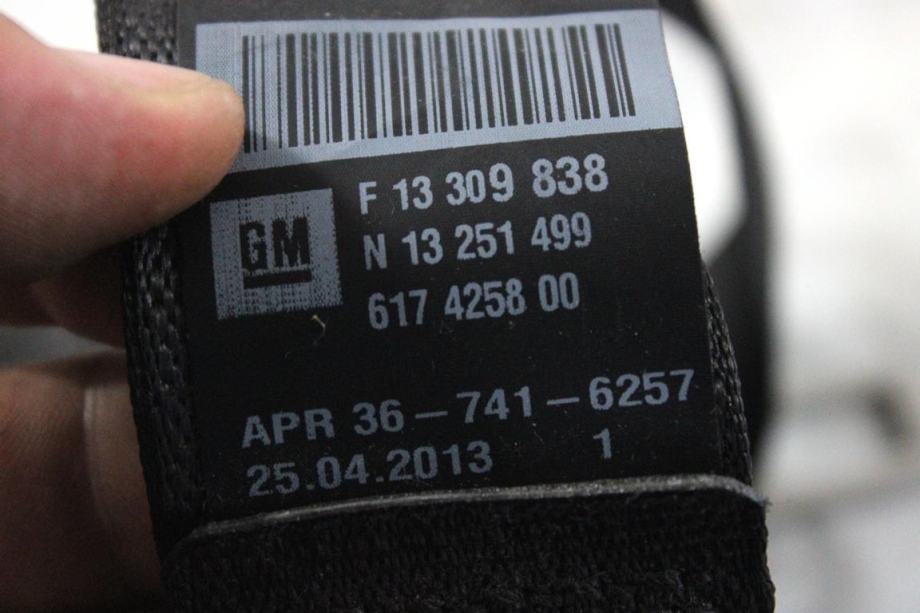 GM
F 13 309 838
N 13 251 499
617 4258 00
APR 36-741-6257
25.04.2013 1